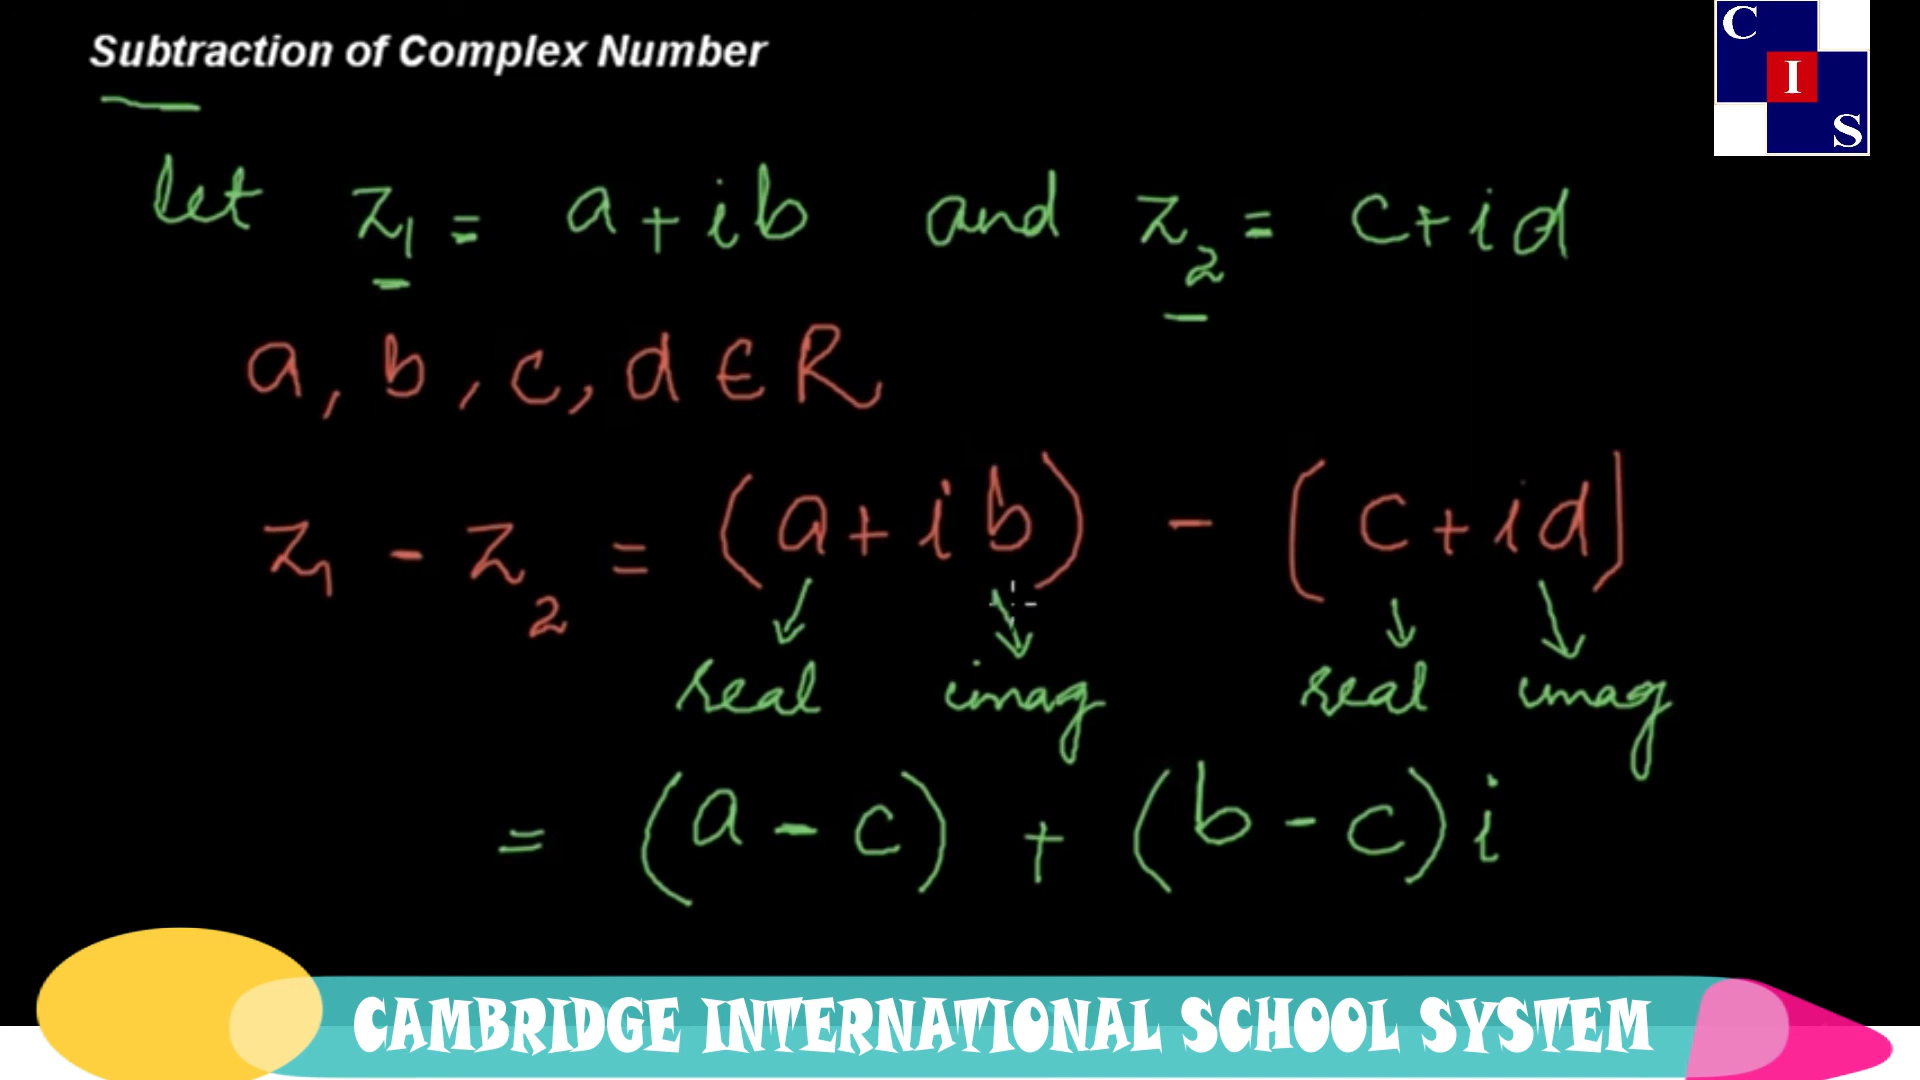 Subtraction of Complex Number
C
I
S
let z₁ = a + ib and z₂ = c + id
a, b, c, d ∈ R
z₁ - z₂ = (a + ib) - (c + id)
real imag real imag
= (a - c) + (b - c) i
CAMBRIDGE INTERNATIONAL SCHOOL SYSTEM